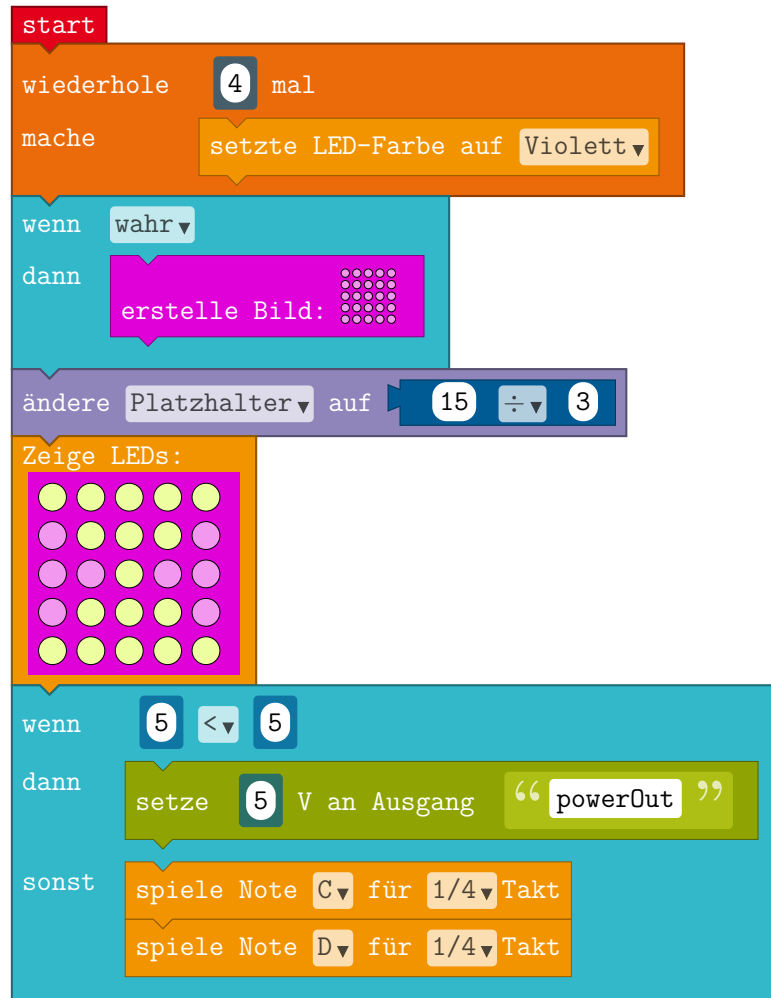 start
wiederhole 4 mal
mache setzte LED-Farbe auf Violett
wenn wahr
dann
erstelle Bild:
ändere Platzhalter auf 15 ÷ 3
Zeige LEDs:
wenn 5 < 5
dann setze 5 V an Ausgang “ powerOut ”
sonst spiele Note C für 1/4 Takt
spiele Note D für 1/4 Takt